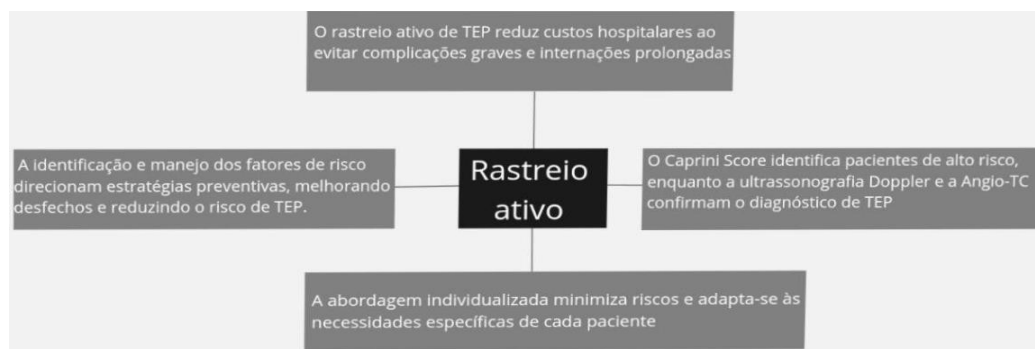 O rastreio ativo de TEP reduz custos hospitalares ao
evitar complicações graves e internações prolongadas
A identificação e manejo dos fatores de risco
direcionam estratégias preventivas, melhorando
desfechos e reduzindo o risco de TEP.
Rastreio
ativo
O Caprini Score identifica pacientes de alto risco,
enquanto a ultrassonografia Doppler e a Angio-TC
confirmam o diagnóstico de TEP
A abordagem individualizada minimiza riscos e adapta-se às
necessidades específicas de cada paciente